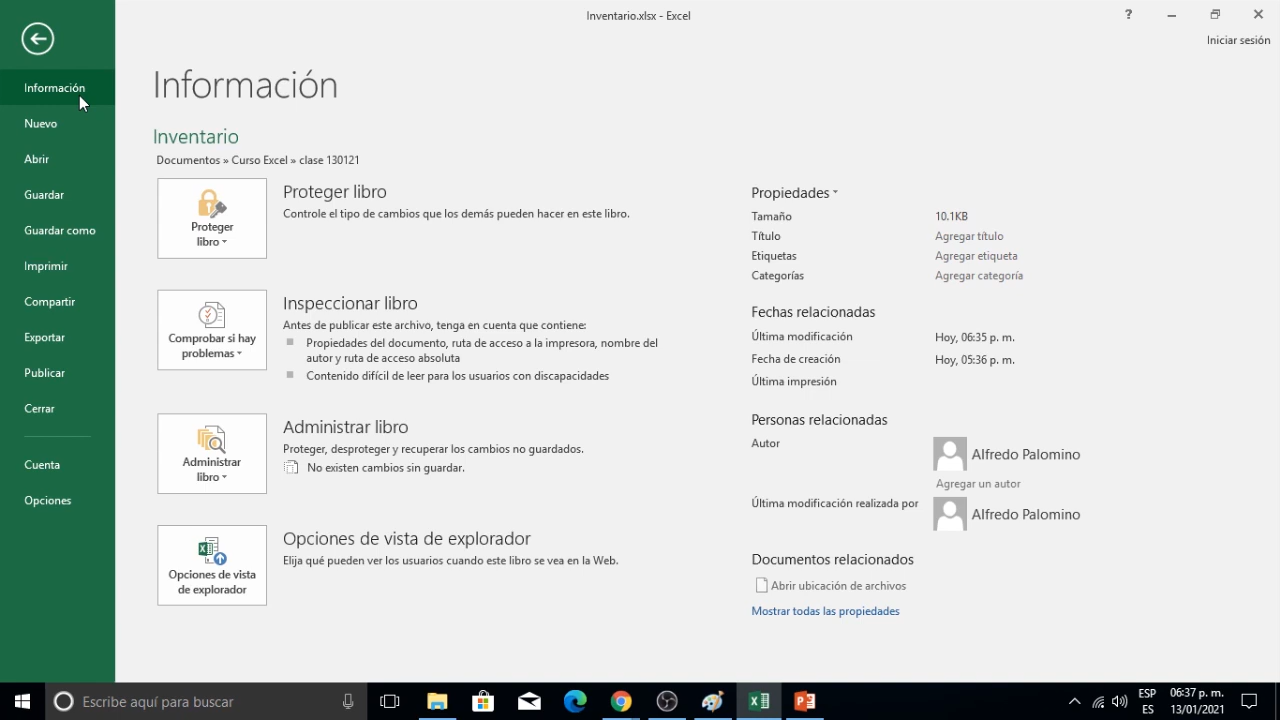 Inventario.xlsx - Excel
?
Iniciar sesión
Información
Nuevo
Abrir
Guardar
Guardar como
Imprimir
Compartir
Exportar
Publicar
Cerrar
Cuenta
Opciones
Información
Inventario
Documentos » Curso Excel » clase 130121
Proteger
libro
Proteger libro
Controle el tipo de cambios que los demás pueden hacer en este libro.
Comprobar si hay
problemas
Inspeccionar libro
Antes de publicar este archivo, tenga en cuenta que contiene:
Propiedades del documento, ruta de acceso a la impresora, nombre del
autor y ruta de acceso absoluta
Contenido difícil de leer para los usuarios con discapacidades
Administrar
libro
Administrar libro
Proteger, desproteger y recuperar los cambios no guardados.
No existen cambios sin guardar.
Opciones de vista
de explorador
Opciones de vista de explorador
Elija qué pueden ver los usuarios cuando este libro se vea en la Web.
Propiedades
Tamaño 10.1KB
Título Agregar título
Etiquetas Agregar etiqueta
Categorías Agregar categoría
Fechas relacionadas
Última modificación Hoy, 06:35 p. m.
Fecha de creación Hoy, 05:36 p. m.
Última impresión
Personas relacionadas
Autor Alfredo Palomino
Agregar un autor
Última modificación realizada por Alfredo Palomino
Documentos relacionados
Abrir ubicación de archivos
Mostrar todas las propiedades
Escribe aquí para buscar
ESP
ES
06:37 p. m.
13/01/2021